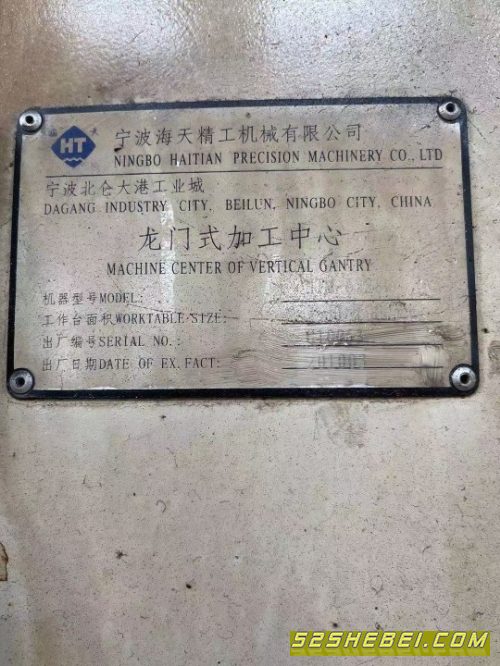 HT
宁波海天精工机械有限公司
NINGBO HAITIAN PRECISION MACHINERY CO., LTD
宁波北仑大港工业城
DAGANG INDUSTRY CITY, BEILUN, NINGBO CITY, CHINA
龙门式加工中心
MACHINE CENTER OF VERTICAL GANTRY
机器型号MODEL:
工作台面积WORKTABLE SIZE:
出厂编号SERIAL NO.:
出厂日期DATE OF EX. FACT:
52SHEBEI.COM